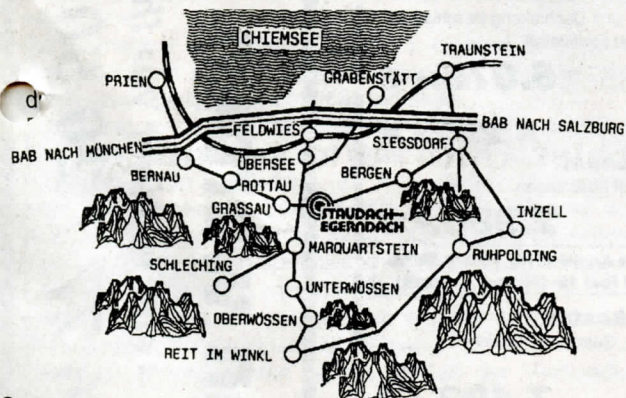 CHIEMSEE
TRAUNSTEIN
PRIEN
GRABENSTÄTT
FELDWIES
BAB NACH SALZBURG
BAB NACH MÜNCHEN
SIEGSDORF
ÜBERSEE
BERNAU
BERGEN
ROTTAU
GRASSAU
STAUDACH-
EGERNDACH
INZELL
MARQUARTSTEIN
RUHPOLDING
SCHLECHING
UNTERWÖSSEN
OBERWÖSSEN
REIT IM WINKL